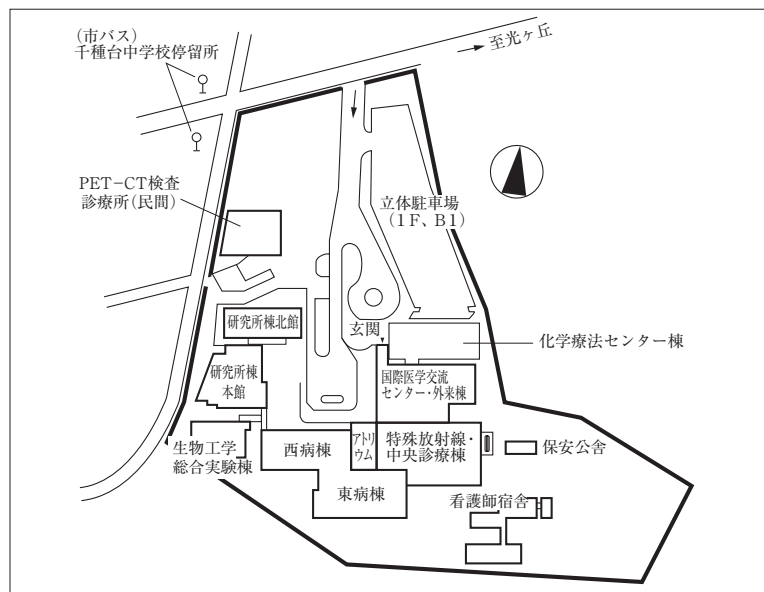 (市バス)
千種台中学校停留所
至光ヶ丘
PET-CT検査
診療所(民間)
立体駐車場
(1F、B1)
研究所棟北館
玄関
化学療法センター棟
研究所棟
本館
国際医学交流
センター・外来棟
生物工学
総合実験棟
西病棟
アト
リウム
特殊放射線・
中央診療棟
保安公舎
東病棟
看護師宿舎